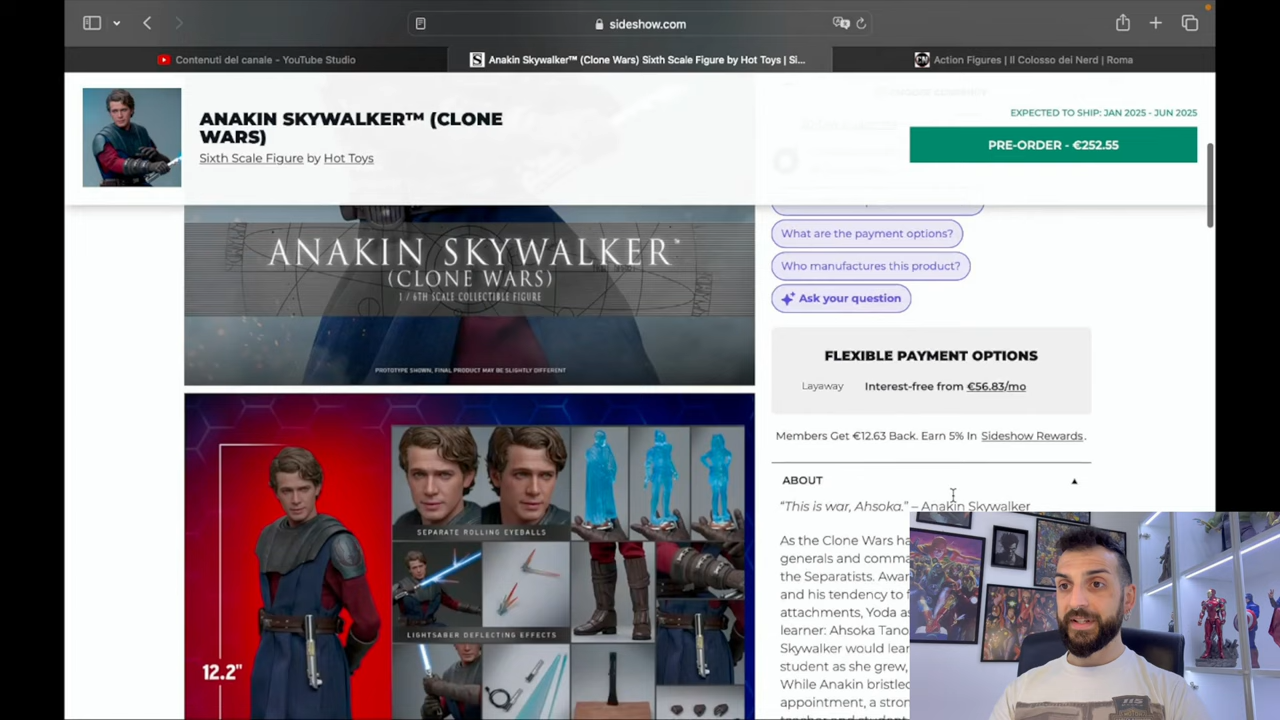 sideshow.com
Contenuti del canale – YouTube Studio
Anakin Skywalker™ (Clone Wars) Sixth Scale Figure by Hot Toys | Si...
Action Figures | Il Colosso dei Nerd | Roma
ANAKIN SKYWALKER™ (CLONE
WARS)
Sixth Scale Figure by Hot Toys
EXPECTED TO SHIP: JAN 2025 - JUN 2025
PRE-ORDER - €252.55
ANAKIN SKYWALKER™
(CLONE WARS)
1 / 6TH SCALE COLLECTIBLE FIGURE
PROTOTYPE SHOWN, FINAL PRODUCT MAY BE SLIGHTLY DIFFERENT
SEPARATE ROLLING EYEBALLS
LIGHTSABER DEFLECTING EFFECTS
12.2"
What are the payment options?
Who manufactures this product?
Ask your question
FLEXIBLE PAYMENT OPTIONS
Layaway Interest-free from €56.83/mo
Members Get €12.63 Back. Earn 5% In Sideshow Rewards.
ABOUT
“This is war, Ahsoka.” – Anakin Skywalker
As the Clone Wars
generals and
the Separatists.
and his tendency to
attachments, Yoda
learner: Ahsoka Tano
Skywalker would
student as she grew,
While Anakin
appointment, a